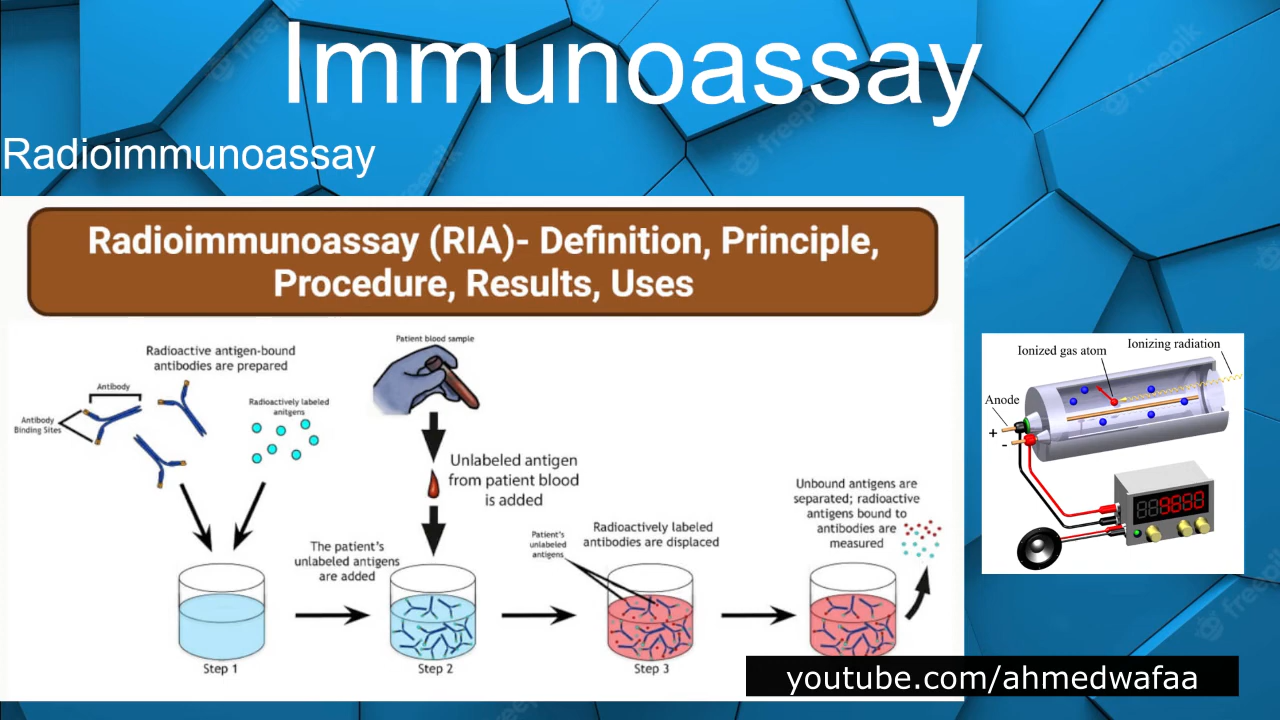 Immunoassay
Radioimmunoassay
Radioimmunoassay (RIA)- Definition, Principle,
Procedure, Results, Uses
Radioactive antigen-bound
antibodies are prepared
Antibody
Antibody
Binding Sites
Radioactively labeled
anitgens
Patient blood sample
Unlabeled antigen
from patient blood
is added
The patient's
unlabeled antigens
are added
Patient's
unlabeled
antigens
Radioactively labeled
antibodies are displaced
Unbound antigens are
separated; radioactive
antigens bound to
antibodies are
measured
Step 1
Step 2
Step 3
Ionized gas atom
Ionizing radiation
Anode
+
-
youtube.com/ahmedwafaa
freepik